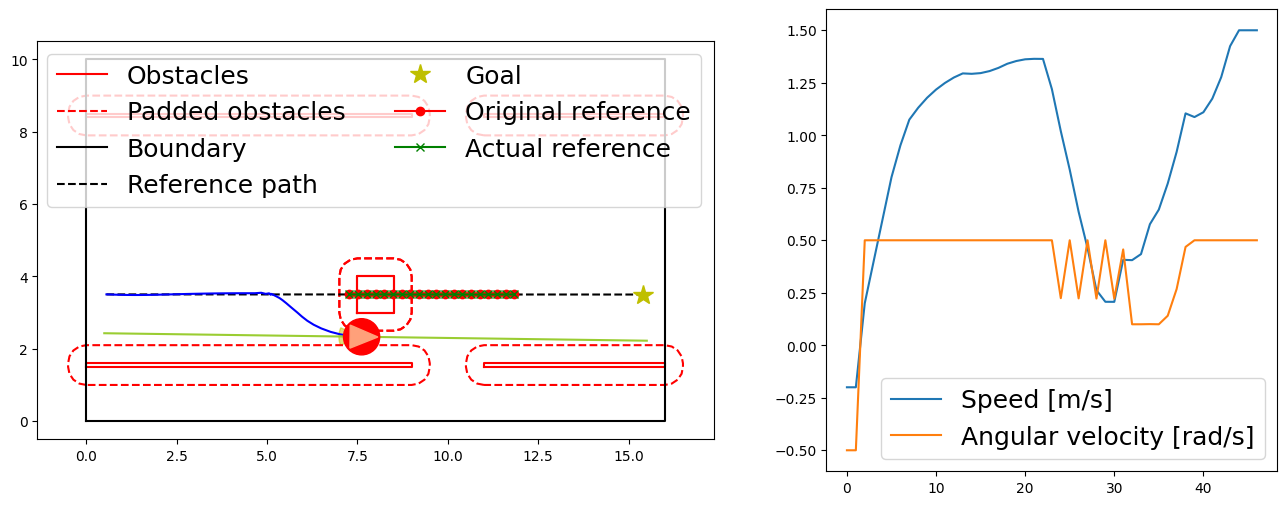 Obstacles
Padded obstacles
Boundary
Reference path
Goal
Original reference
Actual reference
10
8
6
4
2
0
0.0 2.5 5.0 7.5 10.0 12.5 15.0
1.50
1.25
1.00
0.75
0.50
0.25
0.00
−0.25
−0.50
Speed [m/s]
Angular velocity [rad/s]
0 10 20 30 40